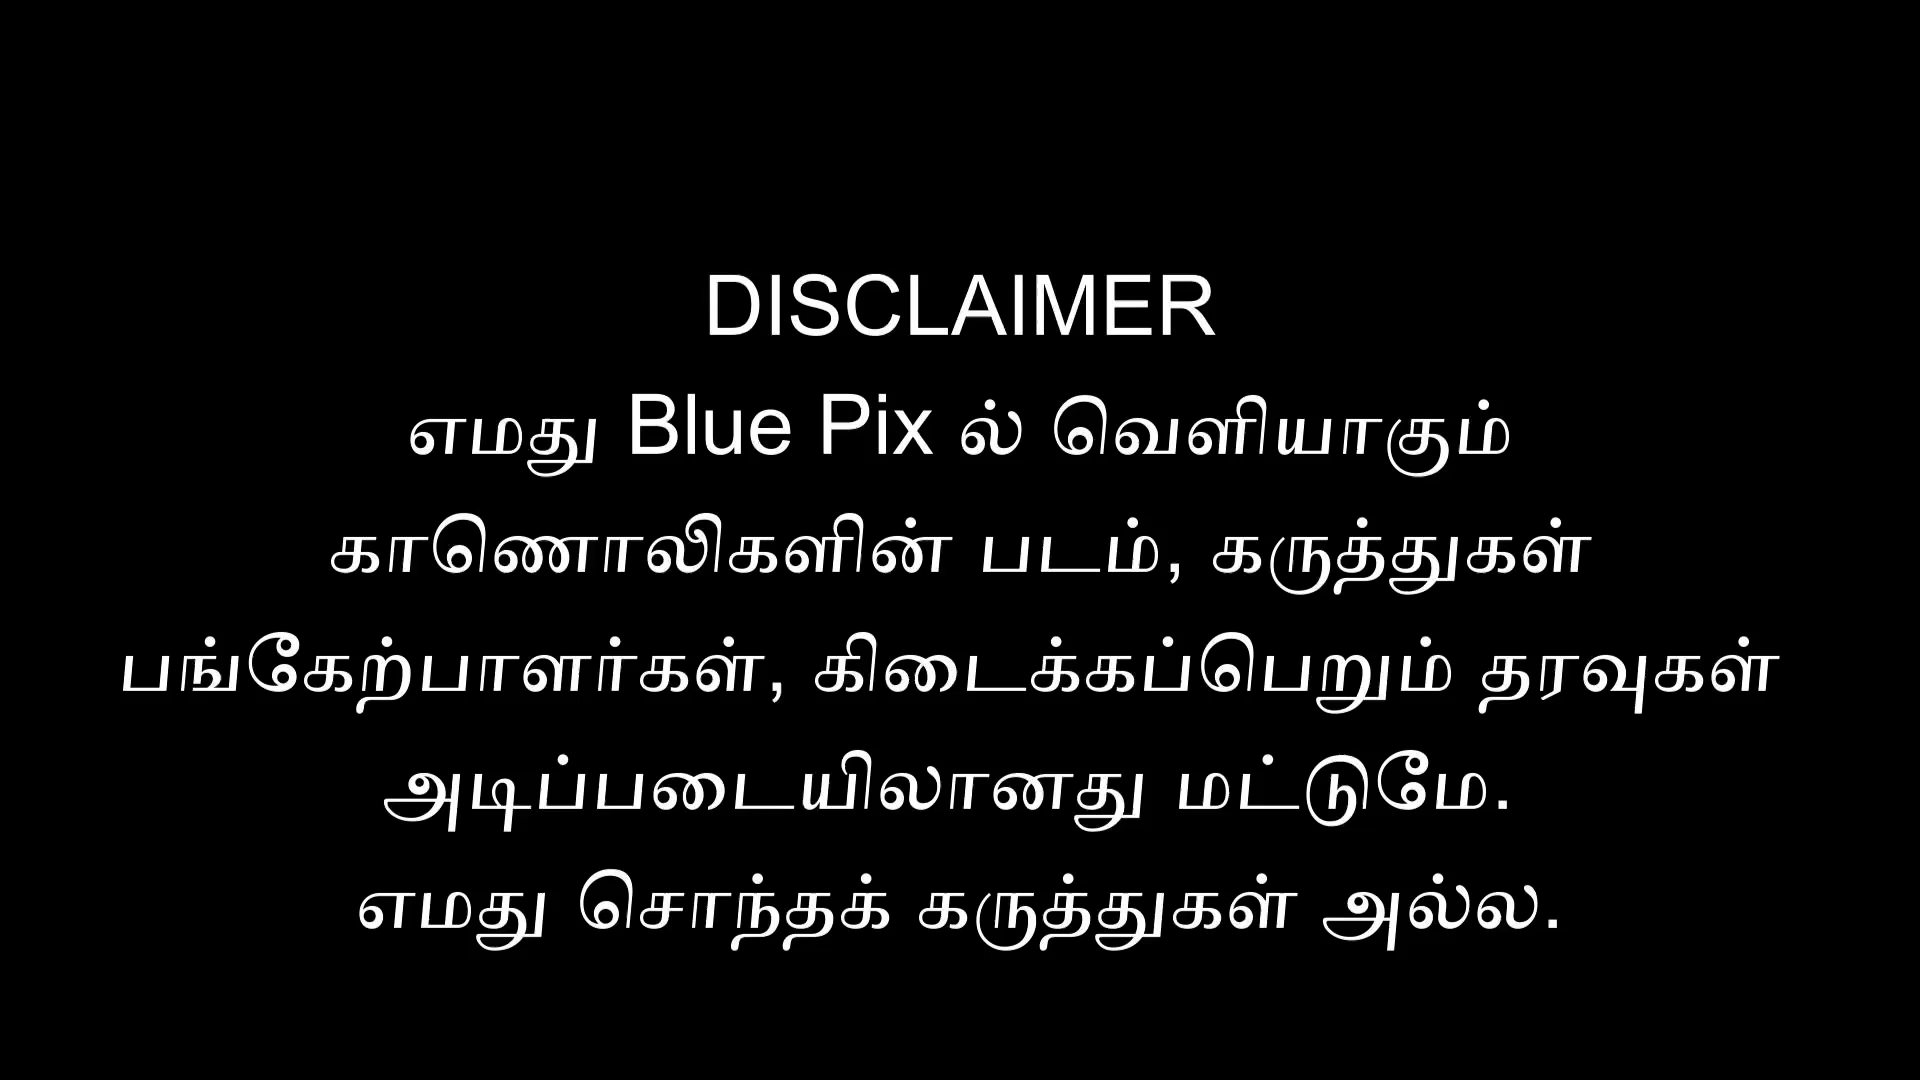 DISCLAIMER
எமது Blue Pix ல் வெளியாகும்
காணொலிகளின் படம், கருத்துகள்
பங்கேற்பாளர்கள், கிடைக்கப்பெறும் தரவுகள்
அடிப்படையிலானது மட்டுமே.
எமது சொந்தக் கருத்துகள் அல்ல.